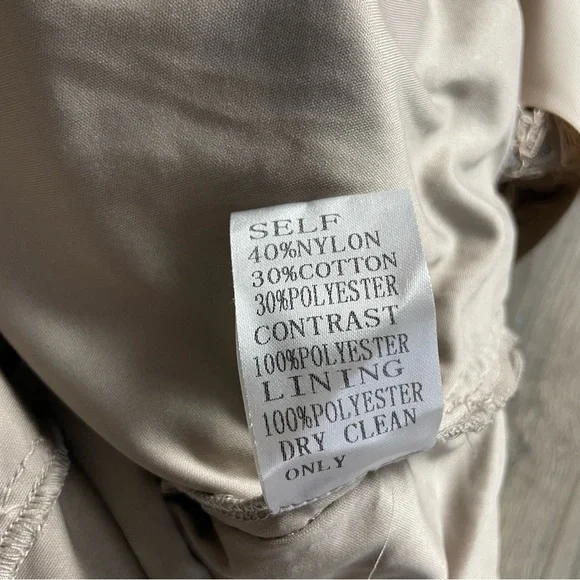 SELF
40%NYLON
30%COTTON
30%POLYESTER
CONTRAST
100%POLYESTER
LINING
100%POLYESTER
DRY CLEAN
ONLY